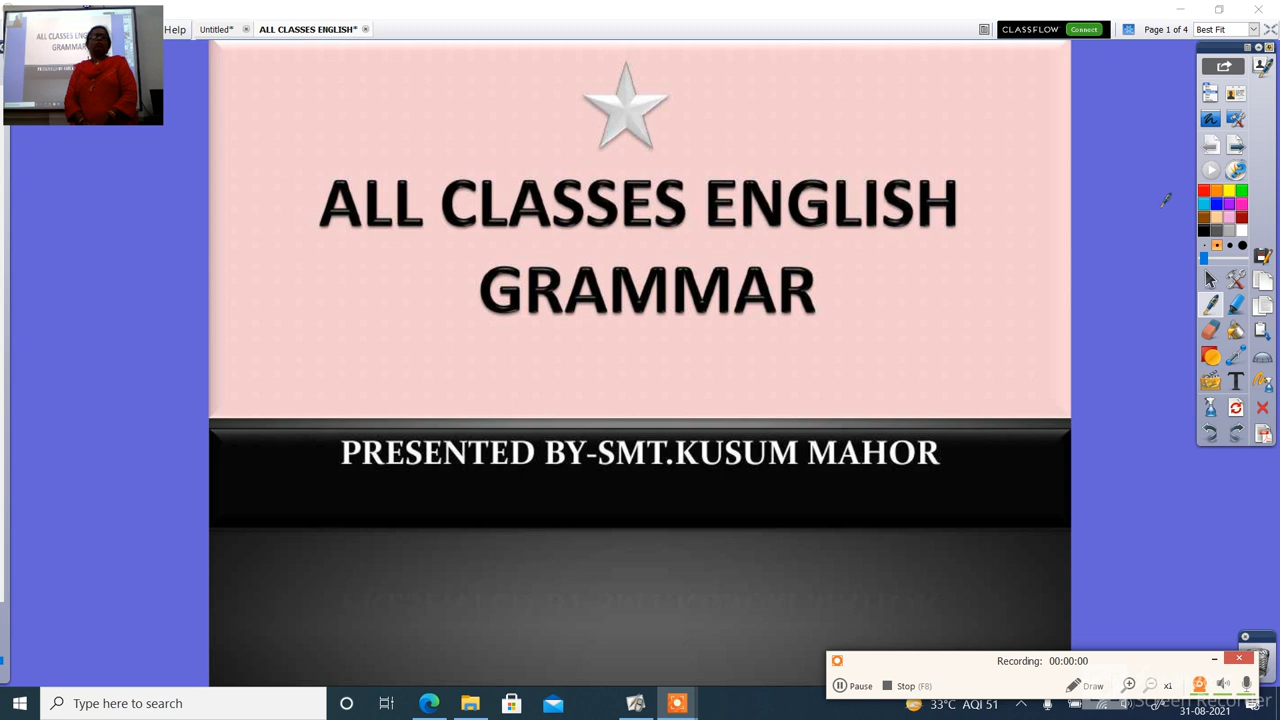 Help
Untitled*
ALL CLASSES ENGLISH*
CLASSFLOW
Connect
Page 1 of 4
Best Fit
ALL CLASSES ENGLISH
GRAMMAR
PRESENTED BY-SMT.KUSUM MAHOR
Recording: 00:00:00
Pause
Stop (F8)
Draw
x1
Type here to search
33°C AQI 51
31-08-2021